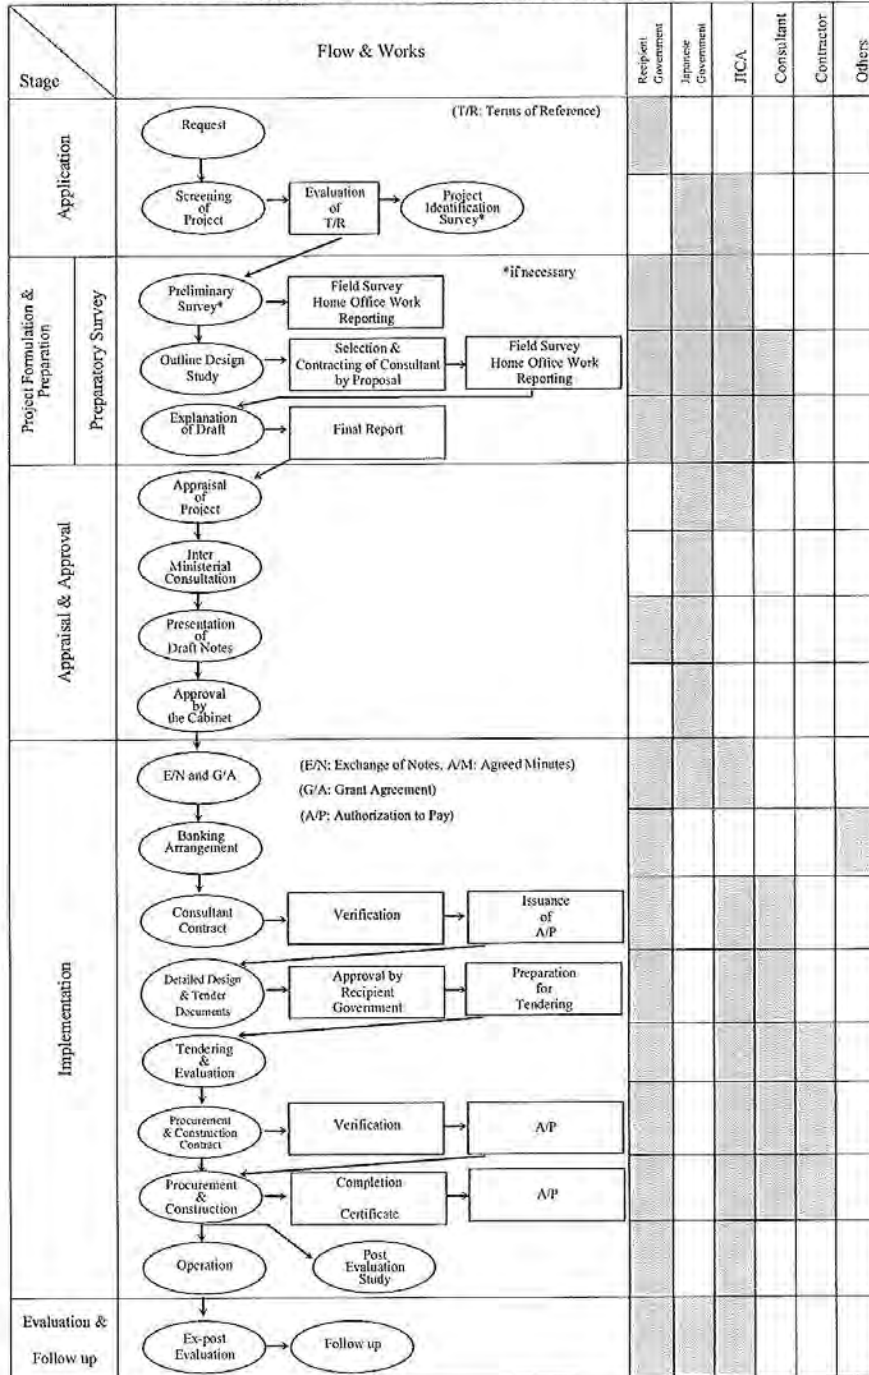 Stage
Flow & Works
Recipient
Government
Japanese
Government
JICA
Consultant
Contractor
Others
Application
Request
(T/R: Terms of Reference)
Screening
of
Project
Evaluation
of
T/R
Project
Identification
Survey*
Project Formulation &
Preparation
Preparatory Survey
Preliminary
Survey*
Field Survey
Home Office Work
Reporting
*if necessary
Outline Design
Study
Selection &
Contracting of Consultant
by Proposal
Field Survey
Home Office Work
Reporting
Explanation
of Draft
Final Report
Appraisal & Approval
Appraisal
of
Project
Inter
Ministerial
Consultation
Presentation
of
Draft Notes
Approval
by
the Cabinet
Implementation
E/N and G/A
(E/N: Exchange of Notes, A/M: Agreed Minutes)
(G/A: Grant Agreement)
(A/P: Authorization to Pay)
Banking
Arrangement
Consultant
Contract
Verification
Issuance
of
A/P
Detailed Design
& Tender
Documents
Approval by
Recipient
Government
Preparation
for
Tendering
Tendering
&
Evaluation
Procurement
& Construction
Contract
Verification
A/P
Procurement
&
Construction
Completion
Certificate
A/P
Operation
Post
Evaluation
Study
Evaluation &
Follow up
Ex-post
Evaluation
Follow up